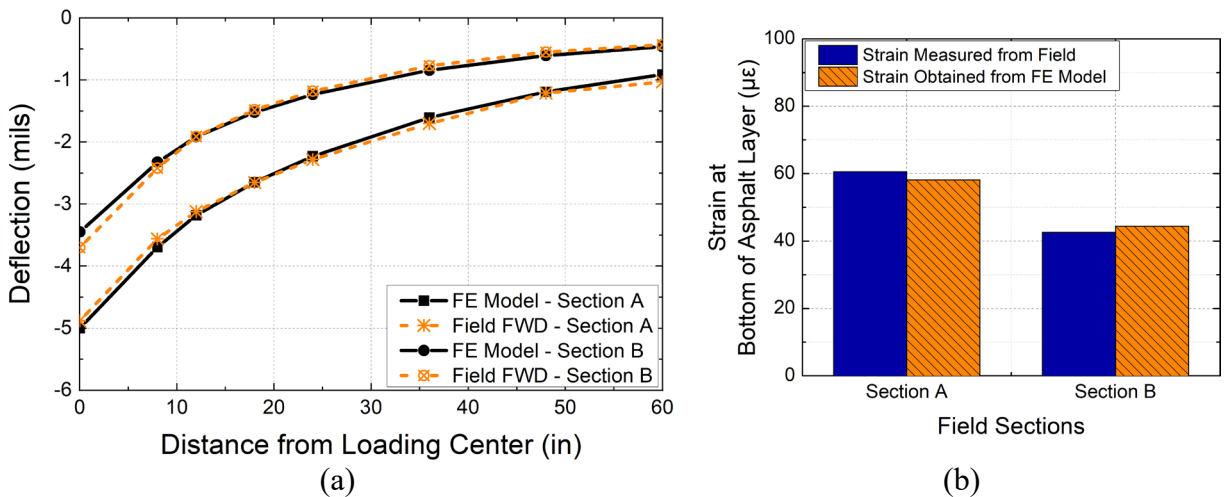 0
-1
-2
-3
-4
-5
-6
Deflection (mils)
FE Model - Section A
Field FWD - Section A
FE Model - Section B
Field FWD - Section B
0 10 20 30 40 50 60
Distance from Loading Center (in)
(a)
100
80
60
40
20
0
Strain at
Bottom of Asphalt Layer (με)
Strain Measured from Field
Strain Obtained from FE Model
Section A Section B
Field Sections
(b)